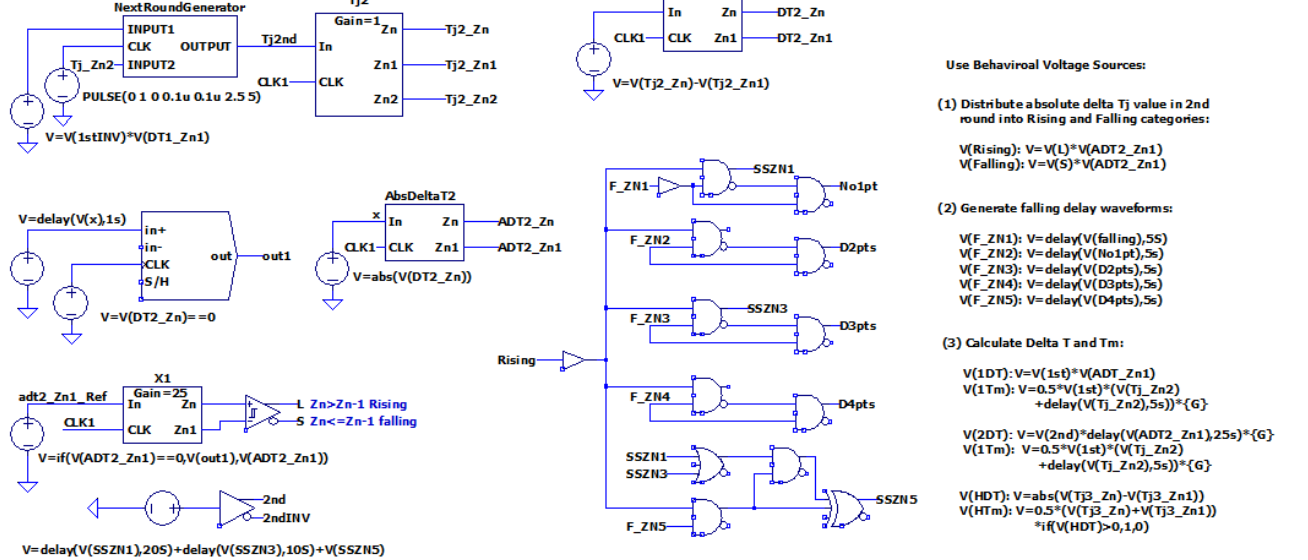 NextRoundGenerator
INPUT1
CLK OUTPUT
INPUT2
Tj_Zn2
PULSE(0 1 0 0.1u 0.1u 2.5 5)
V=V(1stINV)*V(DT1_Zn1)
Tj2nd
Tj2
Gain=1
In
CLK
Zn
Zn1
Zn2
CLK1
Tj2_Zn
Tj2_Zn1
Tj2_Zn2
In Zn
CLK Zn1
CLK1
DT2_Zn
DT2_Zn1
V=V(Tj2_Zn)-V(Tj2_Zn1)
V=delay(V(x),1s)
in+
in-
CLK
S/H
out
out1
V=V(DT2_Zn)==0
AbsDeltaT2
x
In Zn
CLK Zn1
CLK1
ADT2_Zn
ADT2_Zn1
V=abs(V(DT2_Zn))
X1
Gain=25
adt2_Zn1_Ref
In Zn
CLK Zn1
CLK1
L Zn>Zn-1 Rising
S Zn<=Zn-1 falling
V=if(V(ADT2_Zn1)==0,V(out1),V(ADT2_Zn1))
2nd
2ndINV
V=delay(V(SSZN1),20S)+delay(V(SSZN3),10S)+V(SSZN5)
Rising
F_ZN1
SSZN1
No1pt
F_ZN2
D2pts
F_ZN3
SSZN3
D3pts
F_ZN4
D4pts
SSZN1
SSZN3
F_ZN5
SSZN5
Use Behaviroal Voltage Sources:
(1) Distribute absolute delta Tj value in 2nd
round into Rising and Falling categories:
V(Rising): V=V(L)*V(ADT2_Zn1)
V(Falling): V=V(S)*V(ADT2_Zn1)
(2) Generate falling delay waveforms:
V(F_ZN1): V=delay(V(falling),5S)
V(F_ZN2): V=delay(V(No1pt),5s)
V(F_ZN3): V=delay(V(D2pts),5s)
V(F_ZN4): V=delay(V(D3pts),5s)
V(F_ZN5): V=delay(V(D4pts),5s)
(3) Calculate Delta T and Tm:
V(1DT): V=V(1st)*V(ADT_Zn1)
V(1Tm): V=0.5*V(1st)*(V(Tj_Zn2)
+delay(V(Tj_Zn2),5s))*{G}
V(2DT): V=V(2nd)*delay(V(ADT2_Zn1),25s)*{G}
V(1Tm): V=0.5*V(1st)*(V(Tj_Zn2)
+delay(V(Tj_Zn2),5s))*{G}
V(HDT): V=abs(V(Tj3_Zn)-V(Tj3_Zn1))
V(HTm): V=0.5*(V(Tj3_Zn)+V(Tj3_Zn1))
*if(V(HDT)>0,1,0)